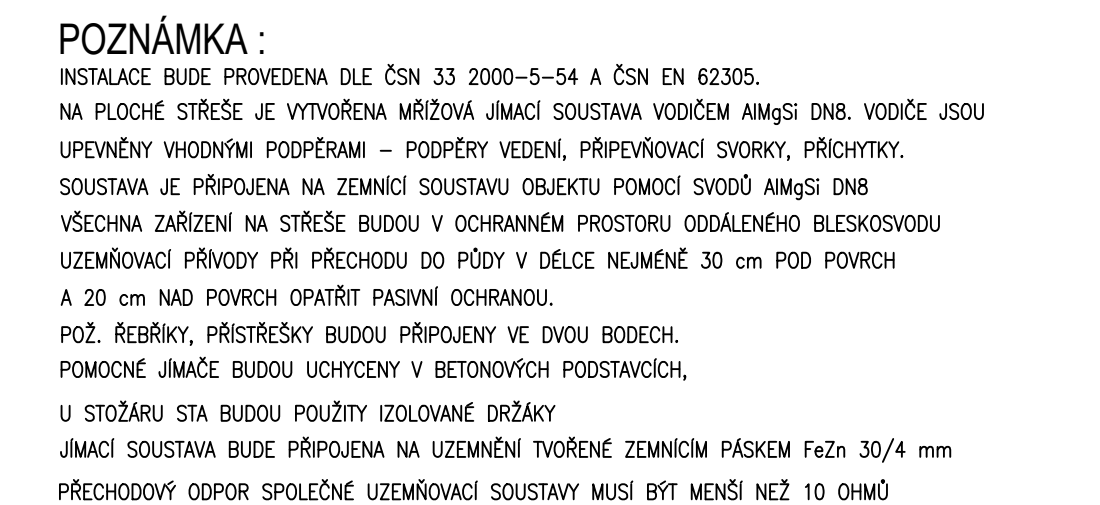 POZNÁMKA :
INSTALACE BUDE PROVEDENA DLE ČSN 33 2000-5-54 A ČSN EN 62305.
NA PLOCHÉ STŘEŠE JE VYTVOŘENA MŘÍŽOVÁ JÍMACÍ SOUSTAVA VODIČEM AlMgSi DN8. VODIČE JSOU
UPEVNĚNY VHODNÝMI PODPĚRAMI – PODPĚRY VEDENÍ, PŘIPEVŇOVACÍ SVORKY, PŘÍCHYTKY.
SOUSTAVA JE PŘIPOJENA NA ZEMNÍCÍ SOUSTAVU OBJEKTU POMOCÍ SVODŮ AlMgSi DN8
VŠECHNA ZAŘÍZENÍ NA STŘEŠE BUDOU V OCHRANNÉM PROSTORU ODDÁLENÉHO BLESKOSVODU
UZEMŇOVACÍ PŘÍVODY PŘI PŘECHODU DO PŮDY V DÉLCE NEJMÉNĚ 30 cm POD POVRCH
A 20 cm NAD POVRCH OPATŘIT PASIVNÍ OCHRANOU.
POŽ. ŘEBŘÍKY, PŘÍSTŘEŠKY BUDOU PŘIPOJENY VE DVOU BODECH.
POMOCNÉ JÍMAČE BUDOU UCHYCENY V BETONOVÝCH PODSTAVCÍCH,
U STOŽÁRU STA BUDOU POUŽITY IZOLOVANÉ DRŽÁKY
JÍMACÍ SOUSTAVA BUDE PŘIPOJENA NA UZEMNĚNÍ TVOŘENÉ ZEMNÍCÍM PÁSKEM FeZn 30/4 mm
PŘECHODOVÝ ODPOR SPOLEČNÉ UZEMŇOVACÍ SOUSTAVY MUSÍ BÝT MENŠÍ NEŽ 10 OHMŮ